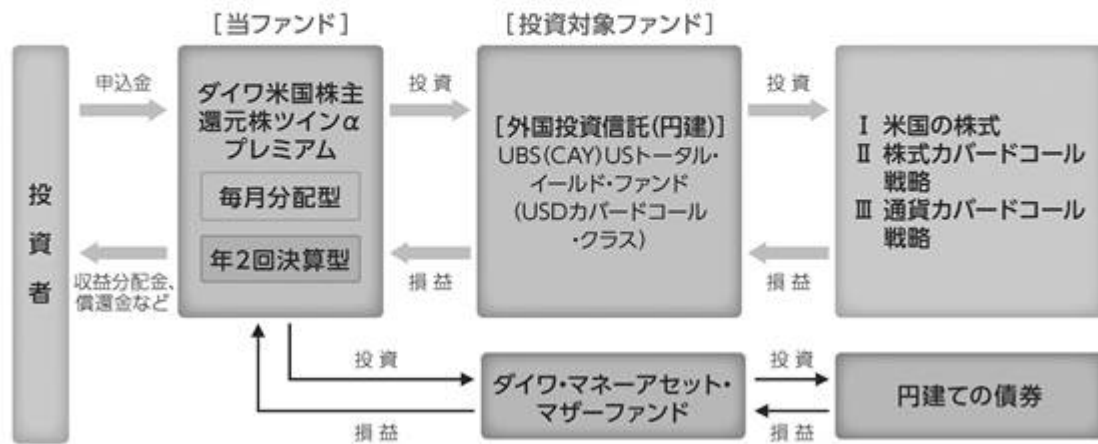 [当ファンド]
[投資対象ファンド]
投資者
申込金
収益分配金、
償還金など
ダイワ米国株主
還元株ツインα
プレミアム
毎月分配型
年2回決算型
投 資
損 益
[外国投資信託(円建)]
UBS(CAY)USトータル・
イールド・ファンド
(USDカバードコール
・クラス)
投 資
損 益
Ⅰ 米国の株式
Ⅱ 株式カバードコール
戦略
Ⅲ 通貨カバードコール
戦略
投 資
損 益
ダイワ・マネーアセット・
マザーファンド
投 資
損 益
円建ての債券